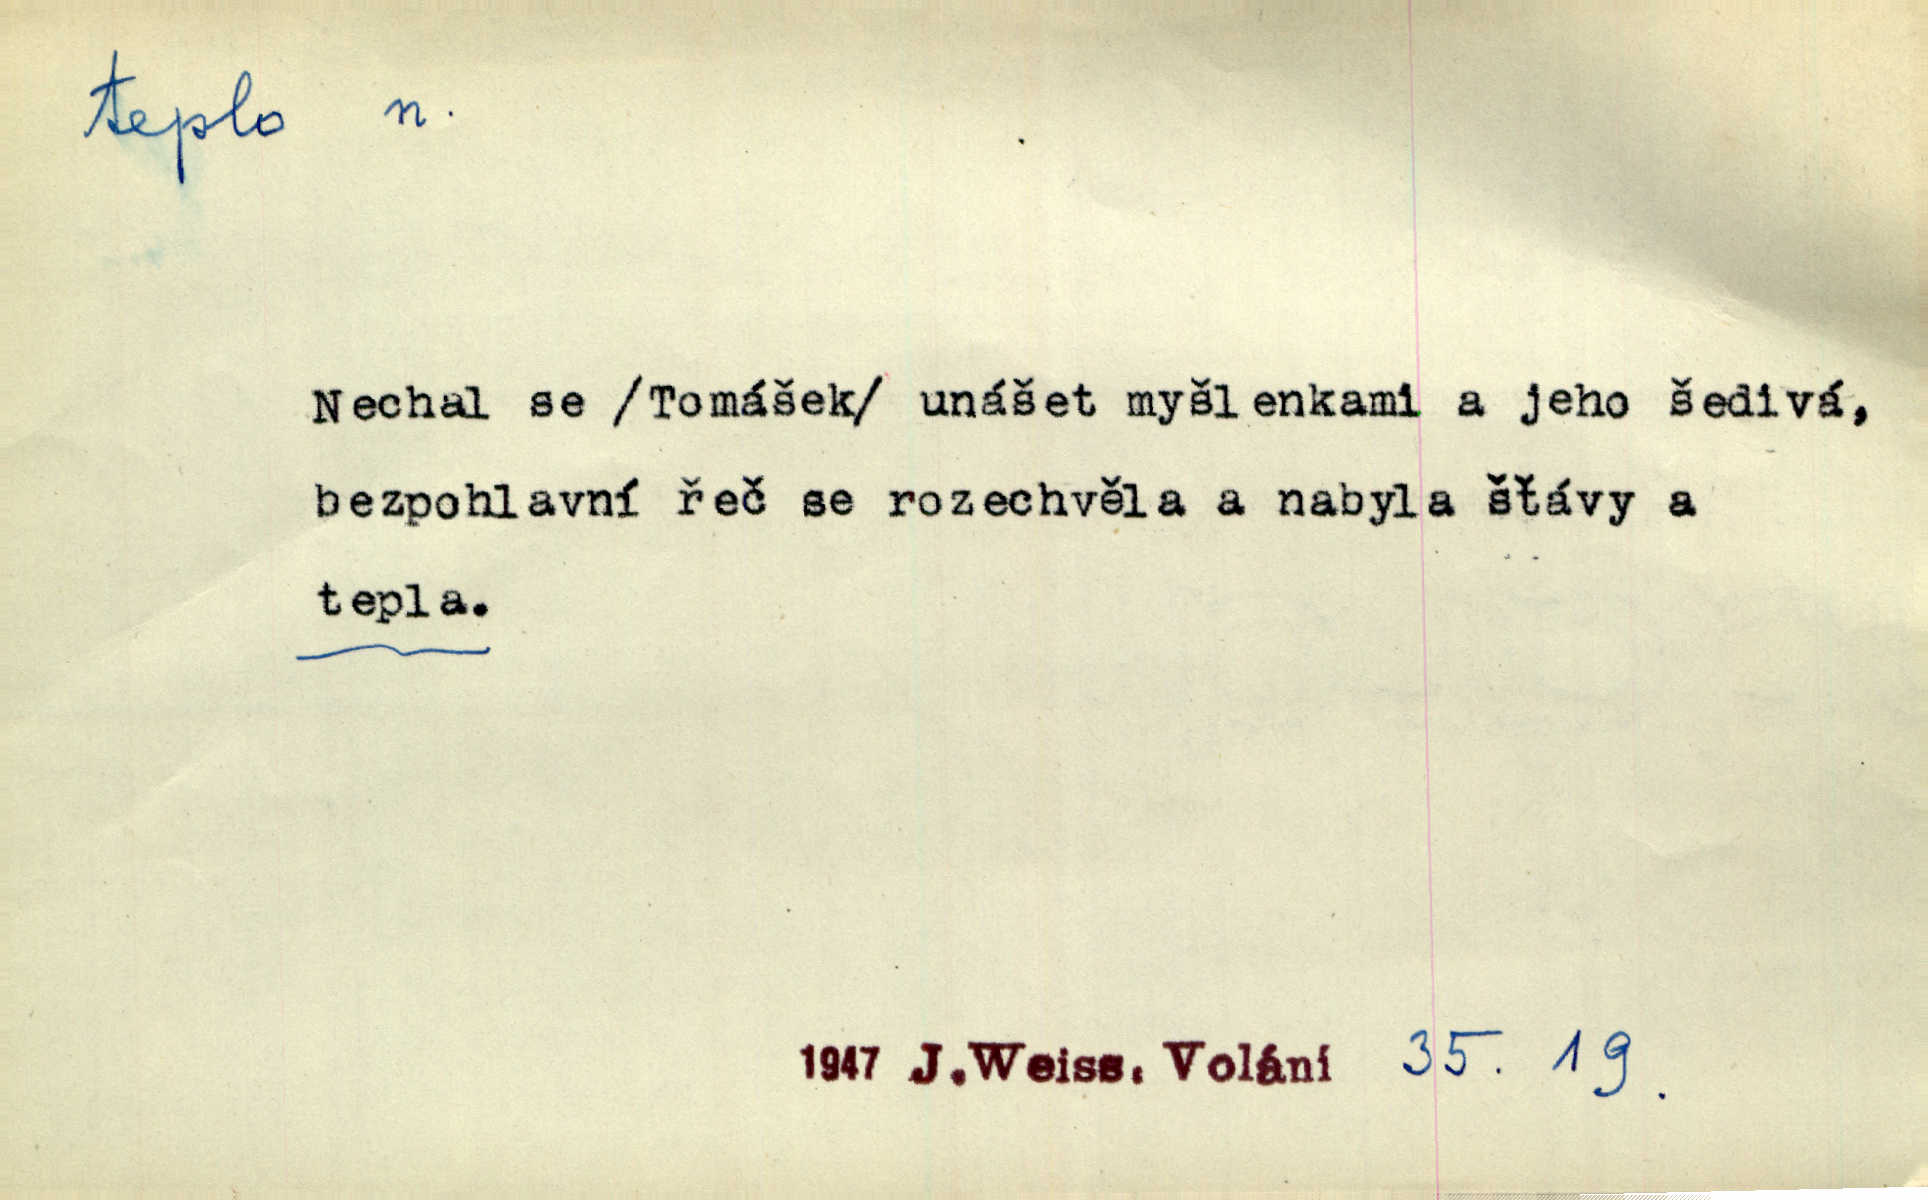 teplo n.
Nechal se /Tomášek/ unášet myšlenkami a jeho šedivá,
bezpohlavní řeč se rozechvěla a nabyla šťávy a
tepla.
1947 J.Weiss. Volání 35. 19.